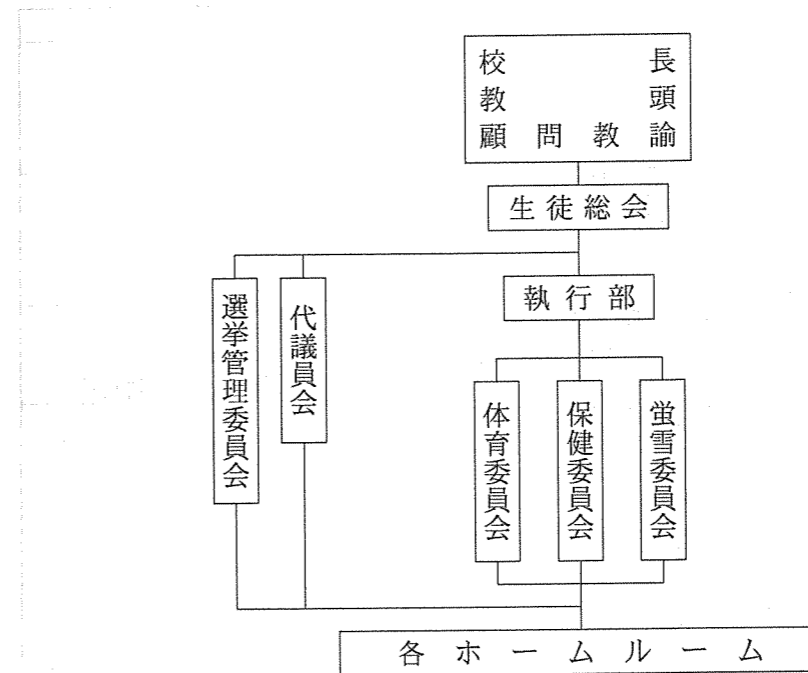 校長
教頭
顧問教諭
生徒総会
執行部
選挙管理委員会
代議員会
体育委員会
保健委員会
蛍雪委員会
各ホームルーム